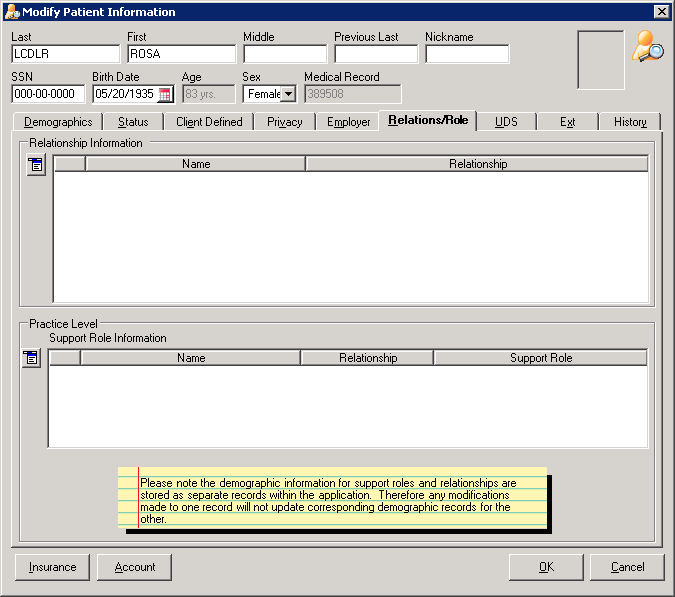 Modify Patient Information
Last First Middle Previous Last Nickname
LCDLR ROSA
SSN Birth Date Age Sex Medical Record
000-00-0000 05/20/1935 83 yrs. Female 389508
Demographics Status Client Defined Privacy Employer Relations/Role UDS Ext History
Relationship Information
Name Relationship
Practice Level
Support Role Information
Name Relationship Support Role
Please note the demographic information for support roles and relationships are
stored as separate records within the application. Therefore any modifications
made to one record will not update corresponding demographic records for the
other.
Insurance Account OK Cancel